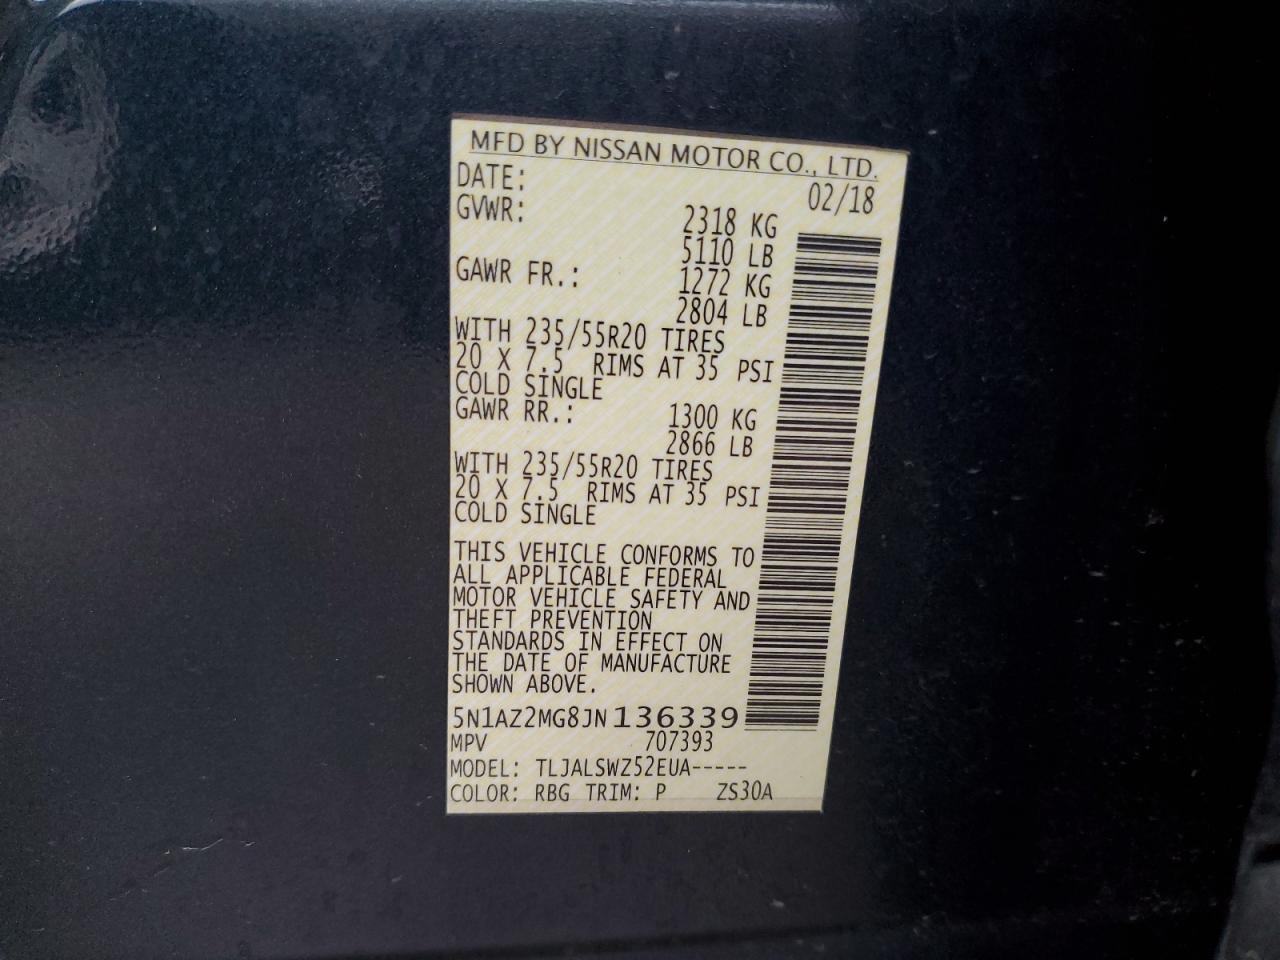 MFD BY NISSAN MOTOR CO., LTD.
DATE: 02/18
GVWR: 2318 KG
5110 LB
GAWR FR.: 1272 KG
2804 LB
WITH 235/55R20 TIRES
20 X 7.5 RIMS AT 35 PSI
COLD SINGLE
GAWR RR.: 1300 KG
2866 LB
WITH 235/55R20 TIRES
20 X 7.5 RIMS AT 35 PSI
COLD SINGLE
THIS VEHICLE CONFORMS TO
ALL APPLICABLE FEDERAL
MOTOR VEHICLE SAFETY AND
THEFT PREVENTION
STANDARDS IN EFFECT ON
THE DATE OF MANUFACTURE
SHOWN ABOVE.
5N1AZ2MG8JN136339
MPV 707393
MODEL: TLJALSWZ52EUA-----
COLOR: RBG TRIM: P ZS30A